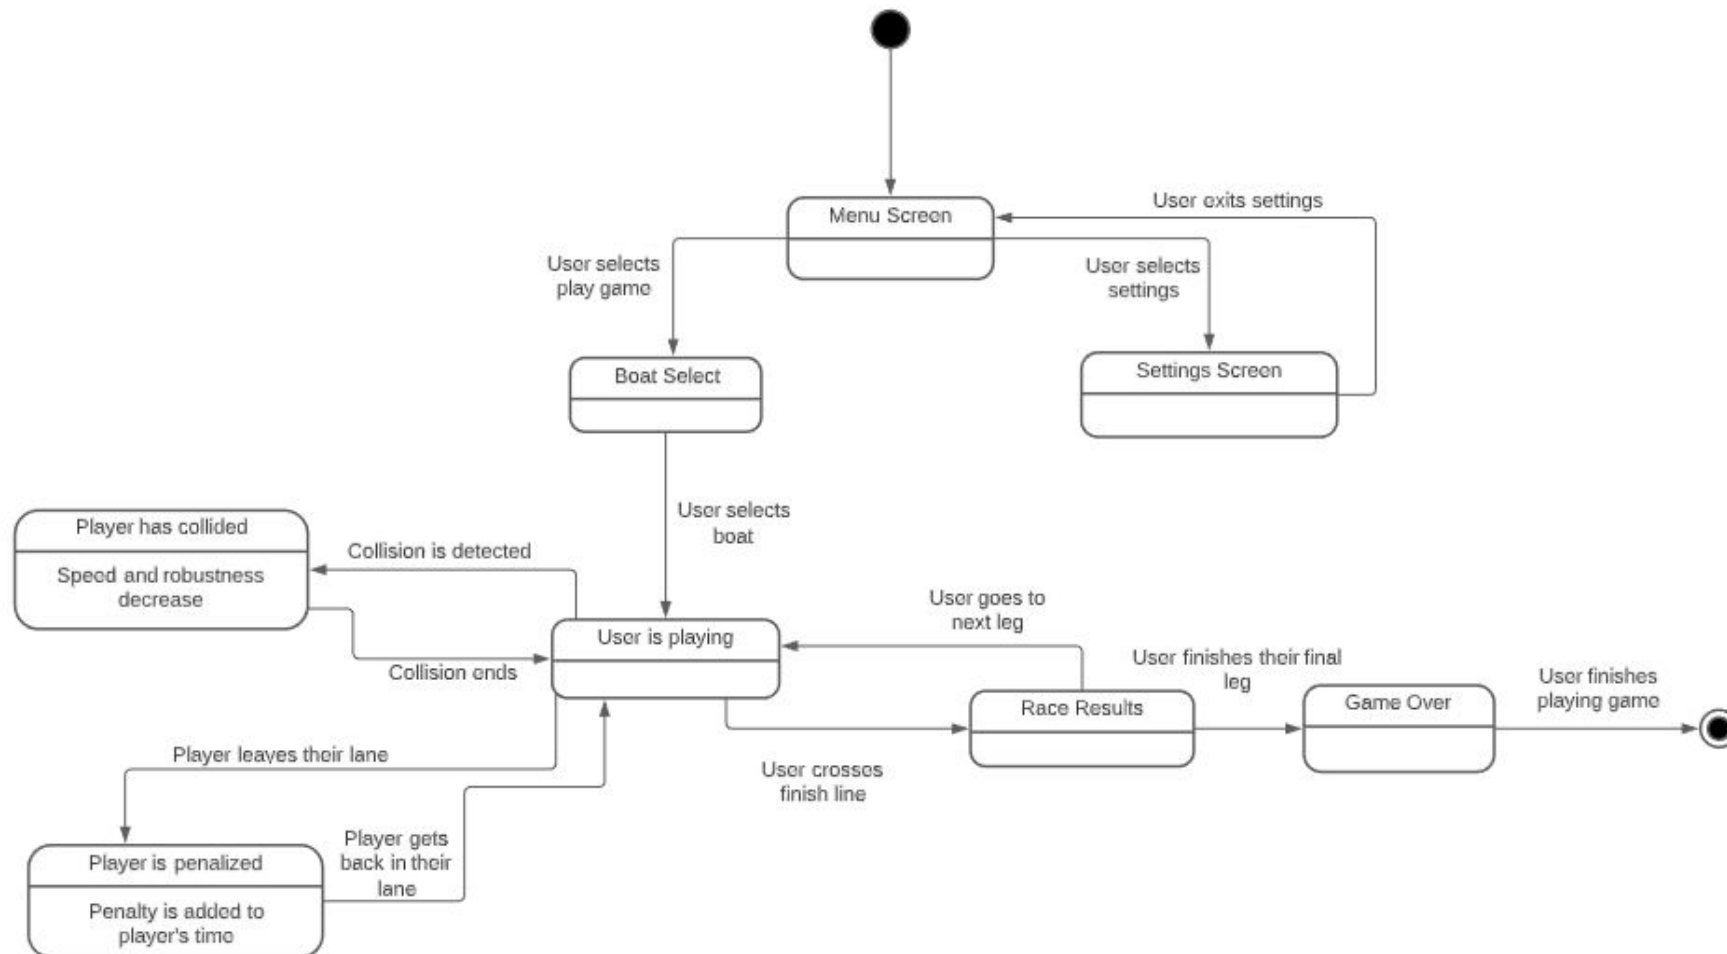 Menu Screen
User exits settings
User selects
play game
User selects
settings
Boat Select
Settings Screen
User selects
boat
Player has collided
Speed and robustness
decrease
Collision is detected
Collision ends
User is playing
User goes to
next leg
User finishes their final
leg
User finishes
playing game
Race Results
Game Over
User crosses
finish line
Player leaves their lane
Player gets
back in their
lane
Player is penalized
Penalty is added to
player's time